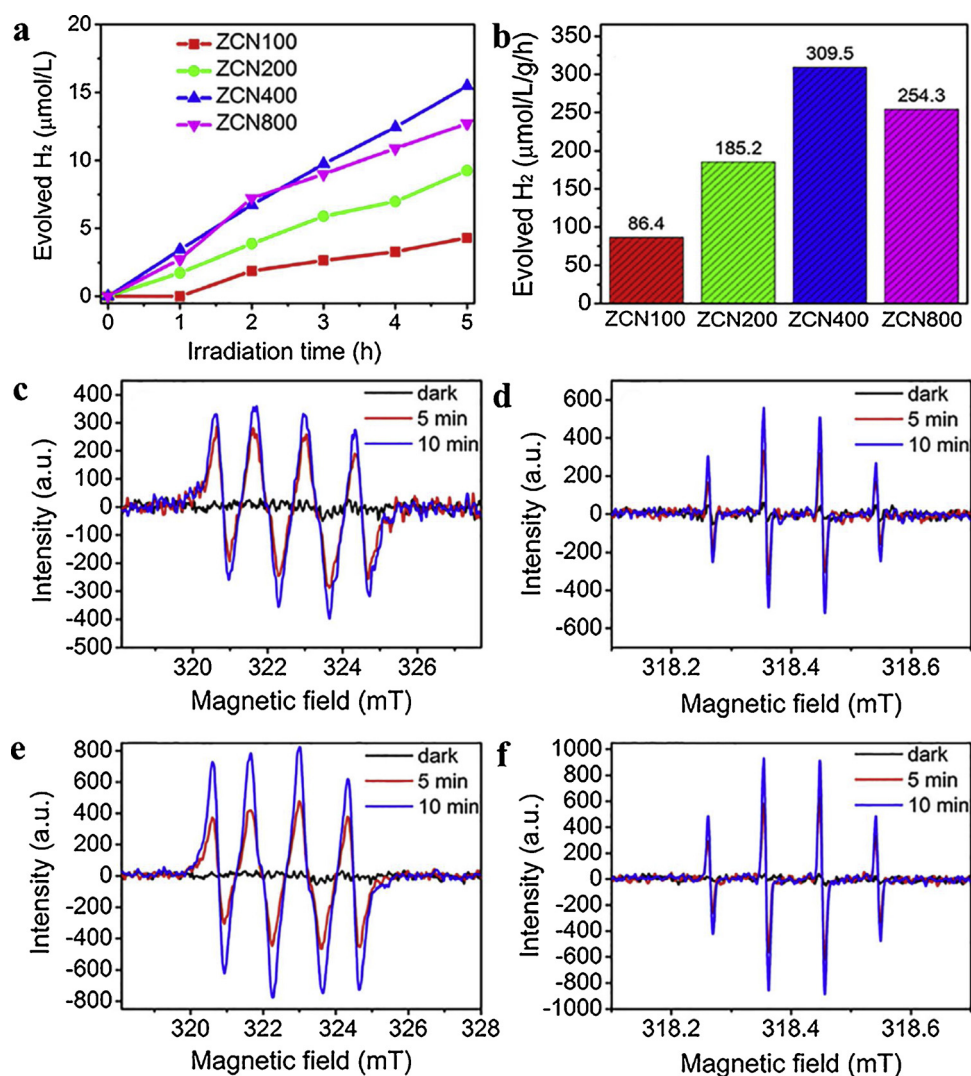 a
Evolved H₂ (μmol/L)
20
15
10
5
0
ZCN100
ZCN200
ZCN400
ZCN800
0 1 2 3 4 5
Irradiation time (h)
b
Evolved H₂ (μmol/L/g/h)
350
300
250
200
150
100
50
0
86.4
185.2
309.5
254.3
ZCN100 ZCN200 ZCN400 ZCN800
c
Intensity (a.u.)
400
300
200
100
0
-100
-200
-300
-400
-500
dark
5 min
10 min
320 322 324 326
Magnetic field (mT)
d
Intensity (a.u.)
600
400
200
0
-200
-400
-600
dark
5 min
10 min
318.2 318.4 318.6
Magnetic field (mT)
e
Intensity (a.u.)
800
600
400
200
0
-200
-400
-600
-800
dark
5 min
10 min
320 322 324 326 328
Magnetic field (mT)
f
Intensity (a.u.)
1000
800
600
400
200
0
-200
-400
-600
-800
-1000
dark
5 min
10 min
318.2 318.4 318.6
Magnetic field (mT)